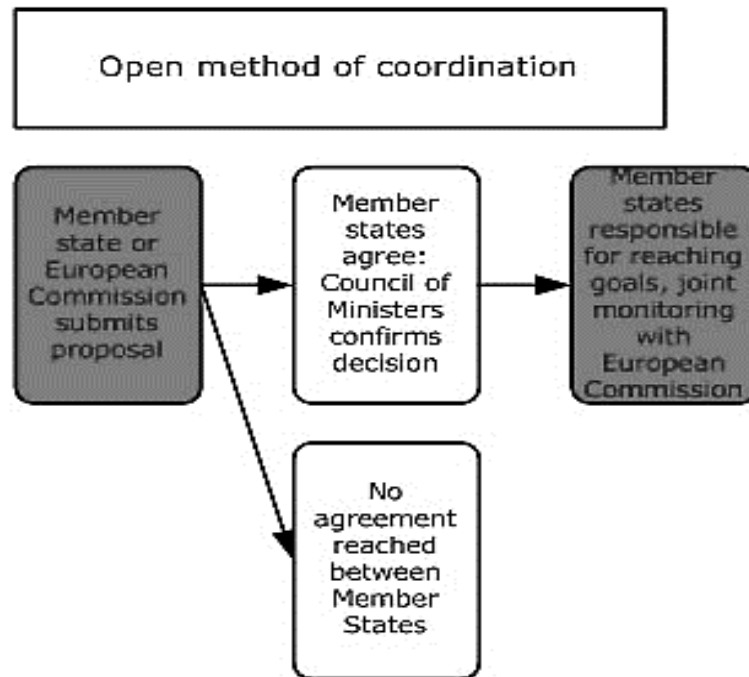 Open method of coordination
Member
state or
European
Commission
submits
proposal
Member
states
agree:
Council of
Ministers
confirms
decision
Member
states
responsible
for reaching
goals, joint
monitoring
with
European
Commission
No
agreement
reached
between
Member
States